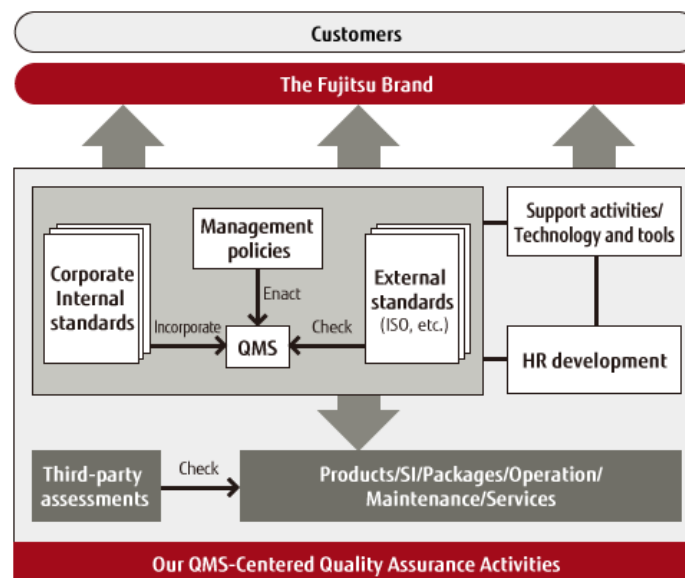 Customers
The Fujitsu Brand
Management
policies
Corporate
Internal
standards
External
standards
(ISO, etc.)
Enact
Incorporate
Check
QMS
Support activities/
Technology and tools
HR development
Third-party
assessments
Check
Products/SI/Packages/Operation/
Maintenance/Services
Our QMS-Centered Quality Assurance Activities